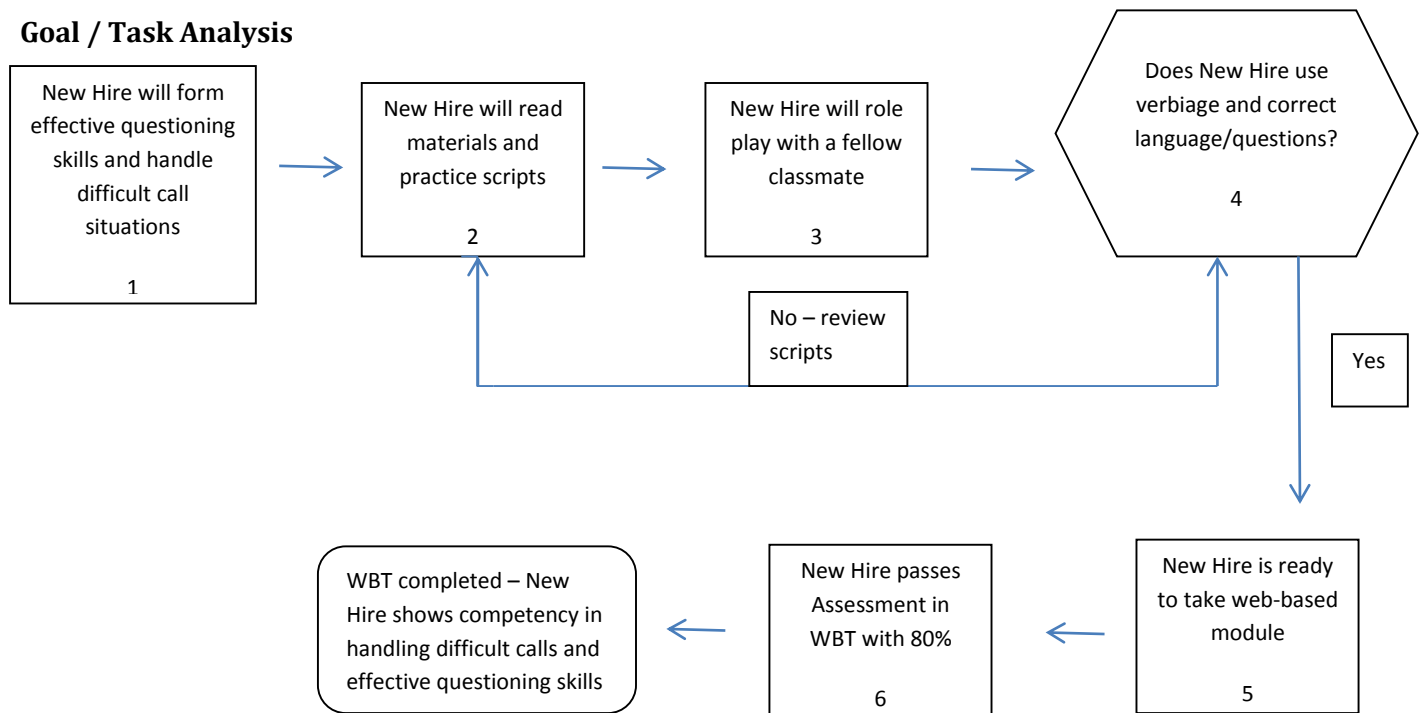 Goal / Task Analysis
New Hire will form
effective questioning
skills and handle
difficult call
situations
1
New Hire will read
materials and
practice scripts
2
New Hire will role
play with a fellow
classmate
3
Does New Hire use
verbiage and correct
language/questions?
4
No – review
scripts
Yes
New Hire is ready
to take web-based
module
5
New Hire passes
Assessment in
WBT with 80%
6
WBT completed – New
Hire shows competency in
handling difficult calls and
effective questioning skills